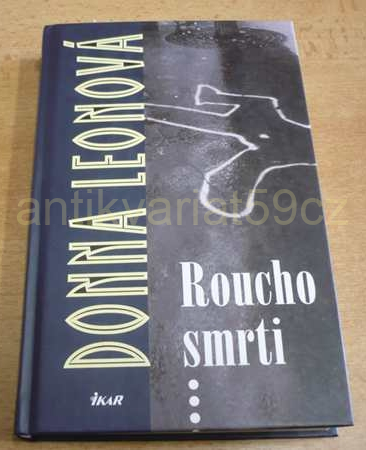 DONNA LEONOVÁ
antikvariat59cz
Roucho
smrti
IKAR